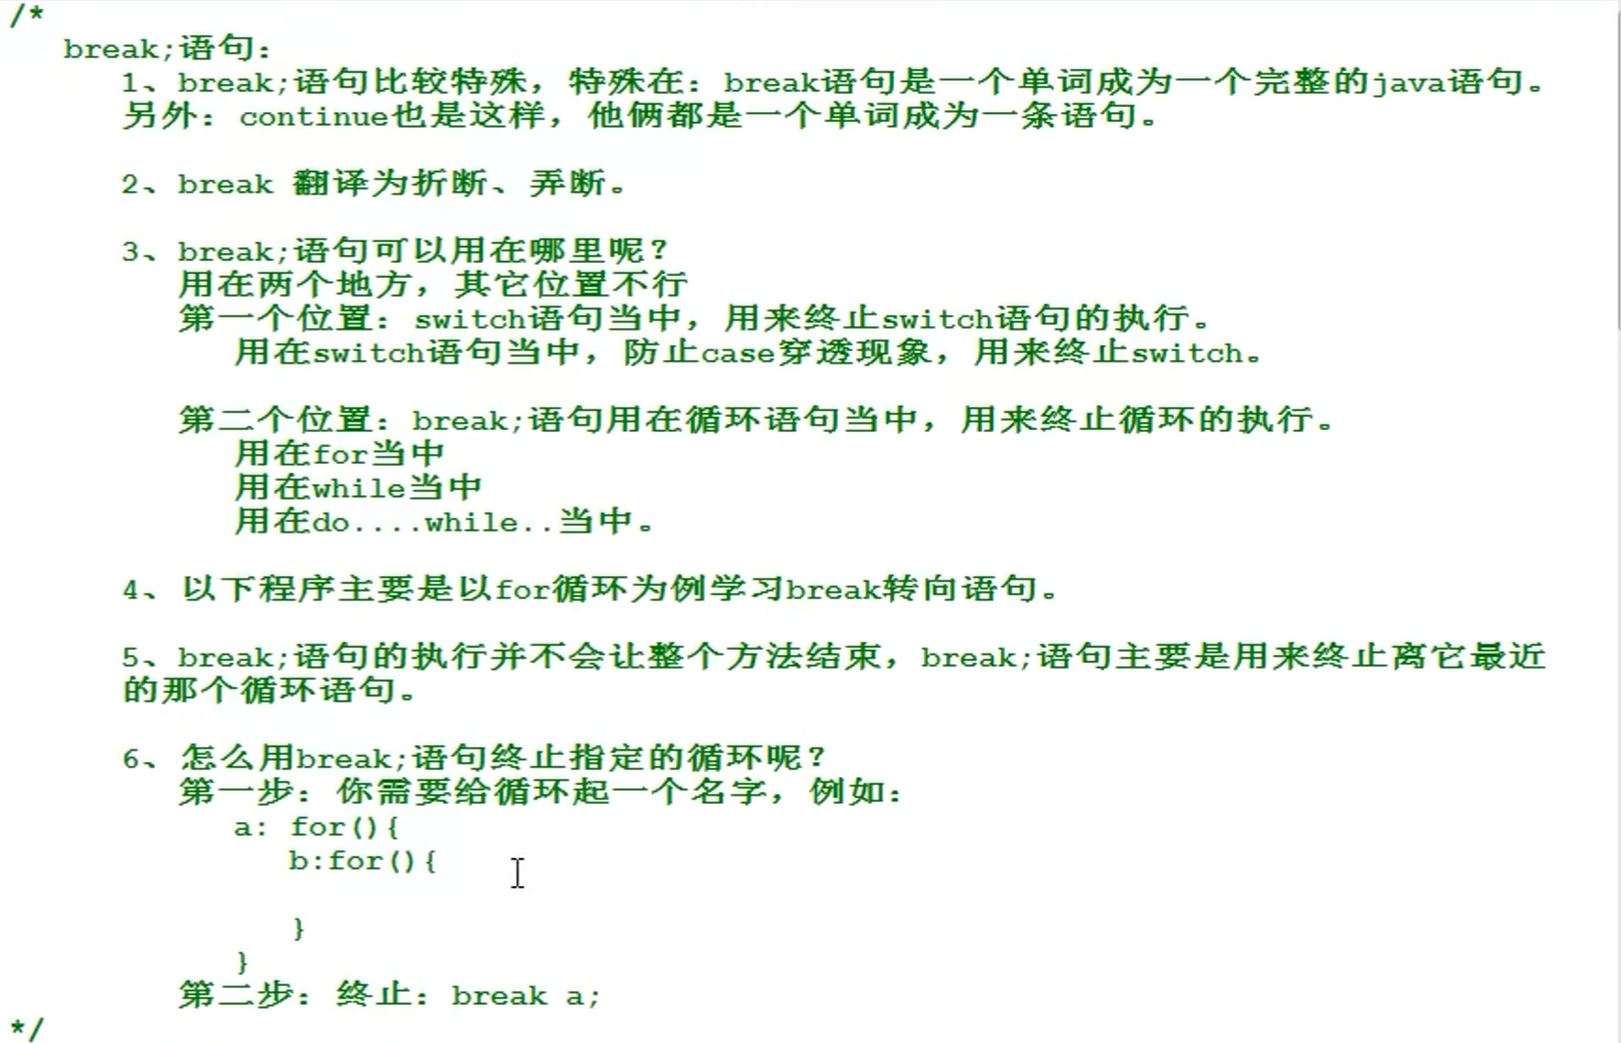 /*
break;语句：
1、break;语句比较特殊，特殊在：break语句是一个单词成为一个完整的java语句。
另外：continue也是这样，他俩都是一个单词成为一条语句。
2、break 翻译为折断、弄断。
3、break;语句可以用在哪里呢？
用在两个地方，其它位置不行
第一个位置：switch语句当中，用来终止switch语句的执行。
用在switch语句当中，防止case穿透现象，用来终止switch。
第二个位置：break;语句用在循环语句当中，用来终止循环的执行。
用在for当中
用在while当中
用在do....while..当中。
4、以下程序主要是以for循环为例学习break转向语句。
5、break;语句的执行并不会让整个方法结束，break;语句主要是用来终止离它最近
的那个循环语句。
6、怎么用break;语句终止指定的循环呢？
第一步：你需要给循环起一个名字，例如：
a: for(){
b:for(){
}
}
第二步：终止：break a;
*/